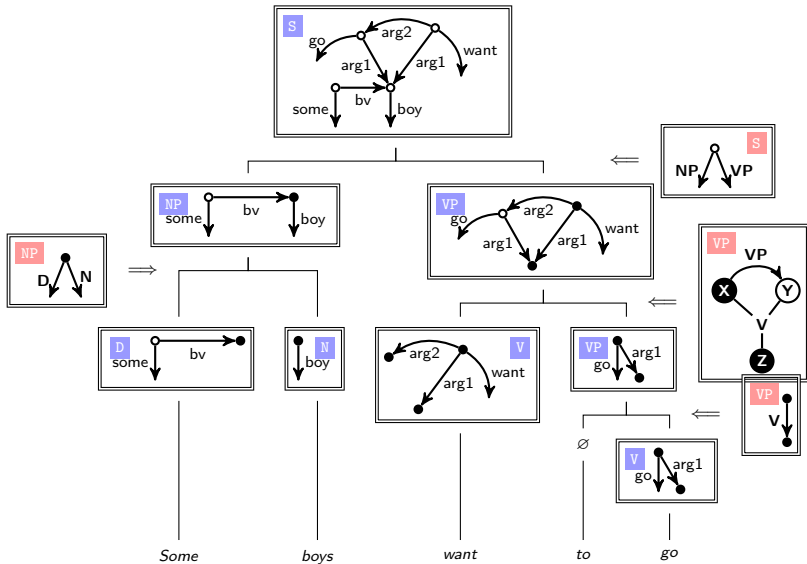 S
go
arg2
want
arg1
arg1
some
bv
boy
S
NP
VP
⇐
NP
some
bv
boy
VP
go
arg2
want
arg1
arg1
NP
D
N
⇒
VP
VP
X
Y
V
Z
⇐
D
some
bv
N
boy
V
arg2
arg1
want
VP
go
arg1
VP
V
⇐
∅
V
go
arg1
Some boys want to go